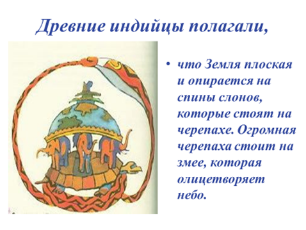 Древние индийцы полагали,
• что Земля плоская
и опирается на
спины слонов,
которые стоят на
черепахе. Огромная
черепаха стоит на
змее, которая
олицетворяет
небо.